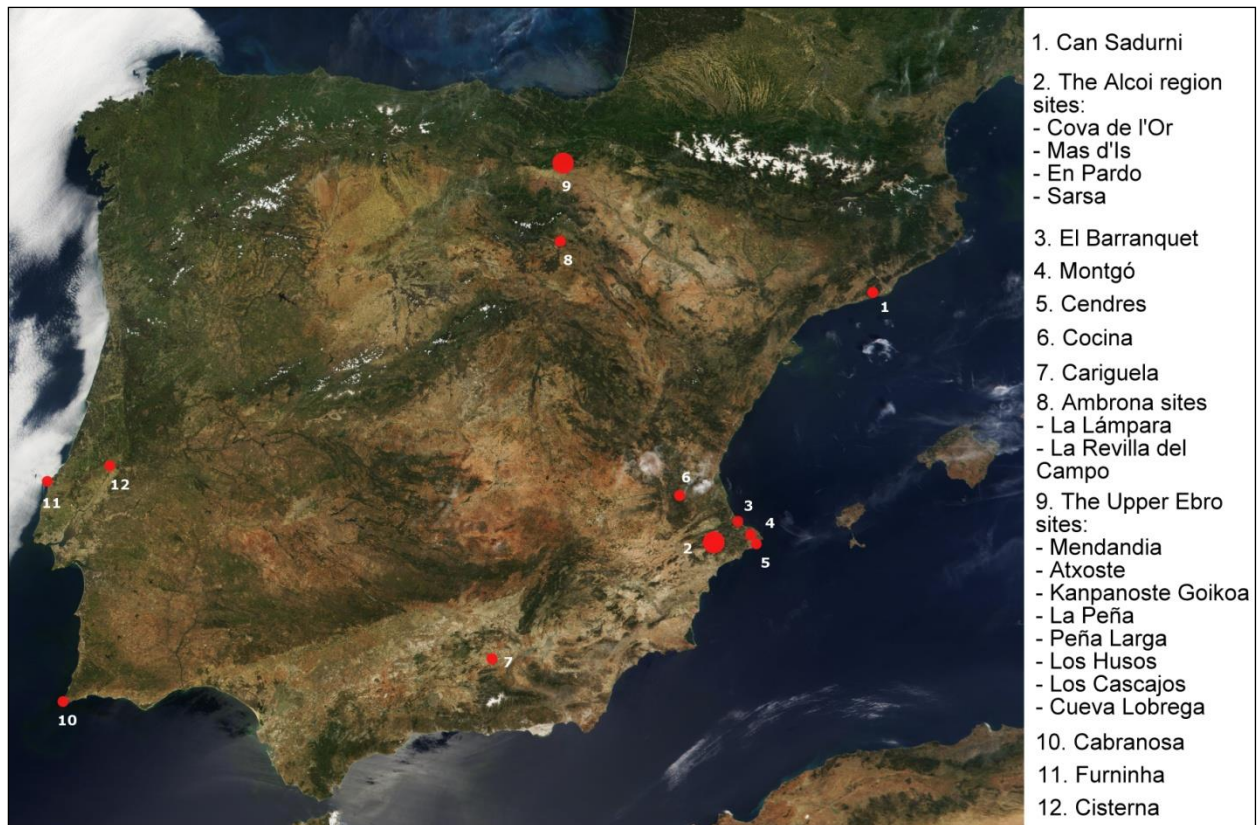 1. Can Sadurni
2. The Alcoi region
sites:
- Cova de l'Or
- Mas d'Is
- En Pardo
- Sarsa
3. El Barranquet
4. Montgó
5. Cendres
6. Cocina
7. Cariguela
8. Ambrona sites
- La Lámpara
- La Revilla del
Campo
9. The Upper Ebro
sites:
- Mendandia
- Atxoste
- Kanpanoste Goikoa
- La Peña
- Peña Larga
- Los Husos
- Los Cascajos
- Cueva Lobrega
10. Cabranosa
11. Furninha
12. Cisterna
9
8
1
12
11
6
3
4
2
5
7
10